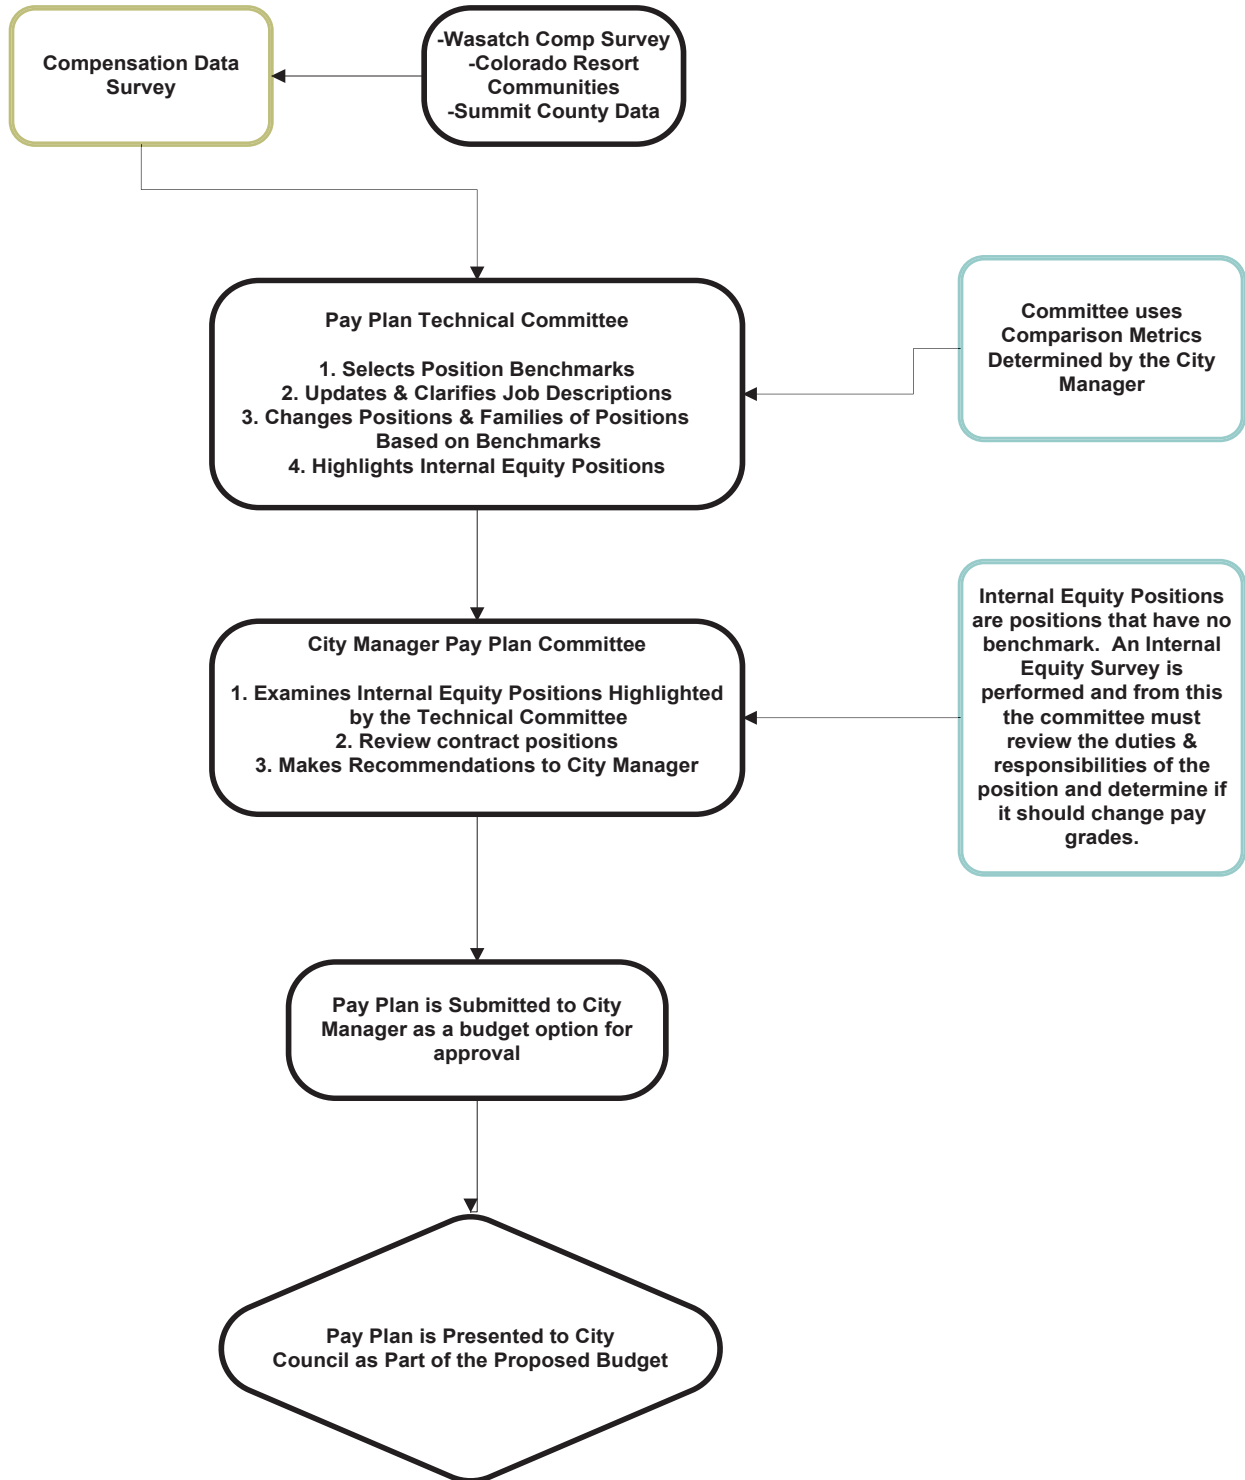 Compensation Data
Survey
-Wasatch Comp Survey
-Colorado Resort
Communities
-Summit County Data
Pay Plan Technical Committee
1. Selects Position Benchmarks
2. Updates & Clarifies Job Descriptions
3. Changes Positions & Families of Positions
Based on Benchmarks
4. Highlights Internal Equity Positions
Committee uses
Comparison Metrics
Determined by the City
Manager
City Manager Pay Plan Committee
1. Examines Internal Equity Positions Highlighted
by the Technical Committee
2. Review contract positions
3. Makes Recommendations to City Manager
Internal Equity Positions
are positions that have no
benchmark.  An Internal
Equity Survey is
performed and from this
the committee must
review the duties &
responsibilities of the
position and determine if
it should change pay
grades.
Pay Plan is Submitted to City
Manager as a budget option for
approval
Pay Plan is Presented to City
Council as Part of the Proposed Budget